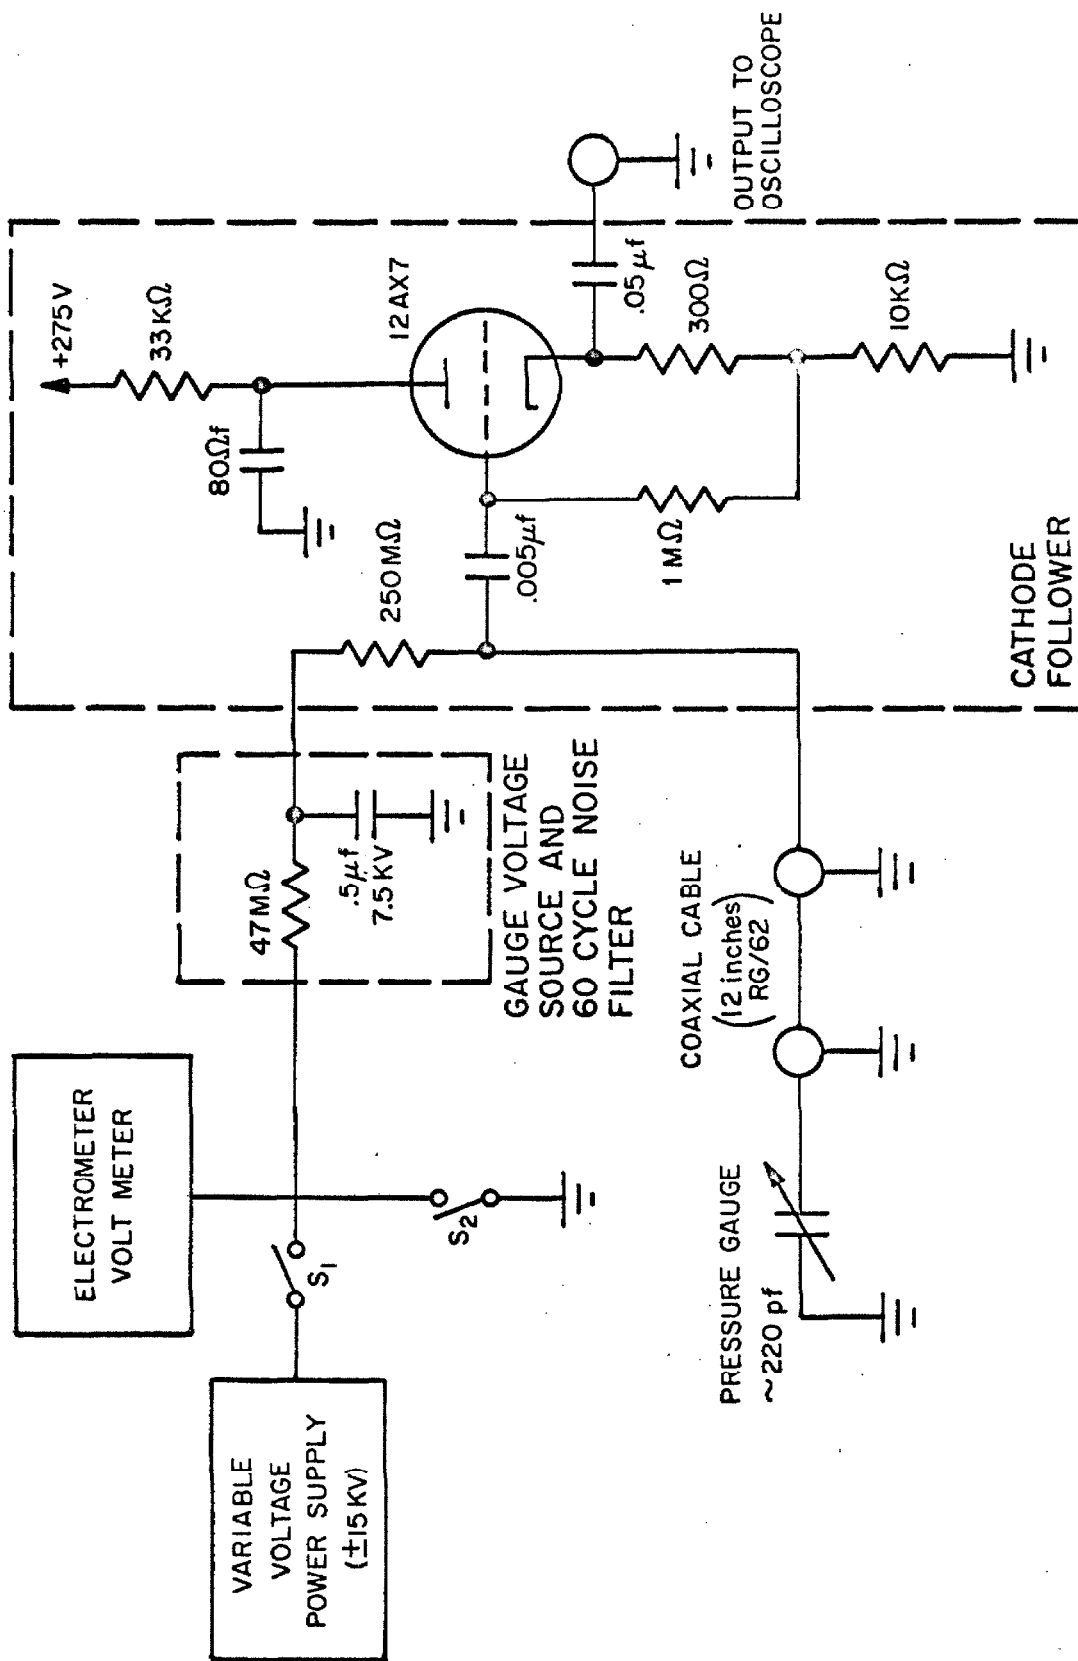 VARIABLE
VOLTAGE
POWER SUPPLY
(±15KV)
ELECTROMETER
VOLT METER
S1
S2
47MΩ
.5μf
7.5KV
GAUGE VOLTAGE
SOURCE AND
60 CYCLE NOISE
FILTER
PRESSURE GAUGE
~220 pf
COAXIAL CABLE
(12 inches
RG/62)
+275V
33KΩ
80Ωf
250MΩ
.005μf
12AX7
1MΩ
.05μf
300Ω
10KΩ
CATHODE
FOLLOWER
OUTPUT TO
OSCILLOSCOPE